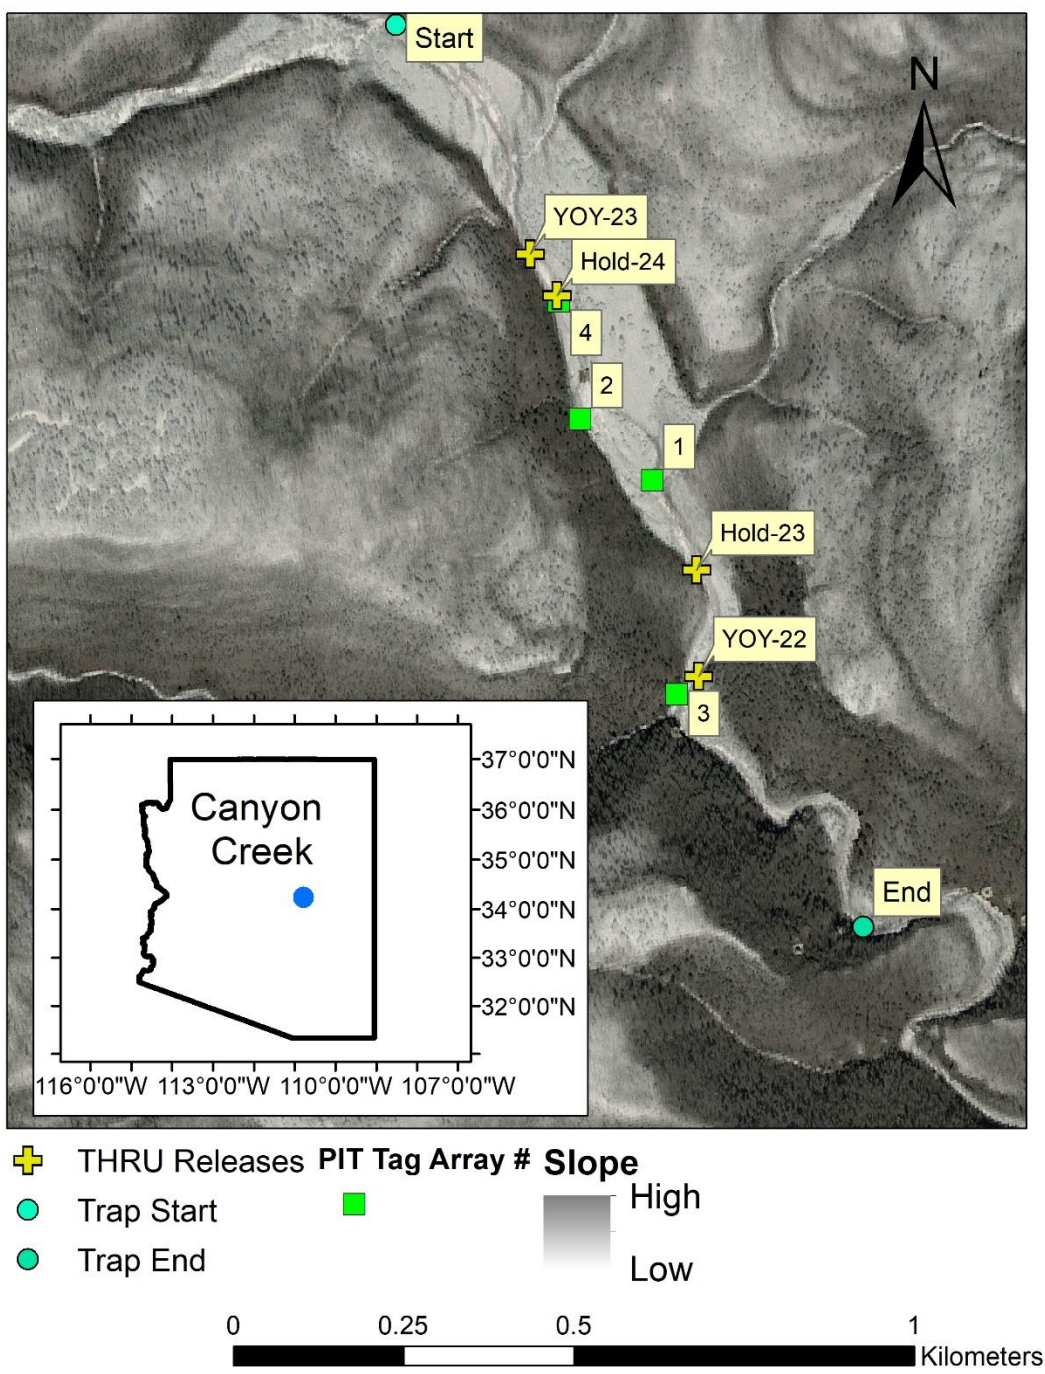 Start
N
YOY-23
Hold-24
4
2
1
Hold-23
YOY-22
3
End
Canyon
Creek
37°0'0"N
36°0'0"N
35°0'0"N
34°0'0"N
33°0'0"N
32°0'0"N
116°0'0"W 113°0'0"W 110°0'0"W 107°0'0"W
THRU Releases PIT Tag Array # Slope
High
Trap Start
Trap End
Low
0 0.25 0.5 1
Kilometers